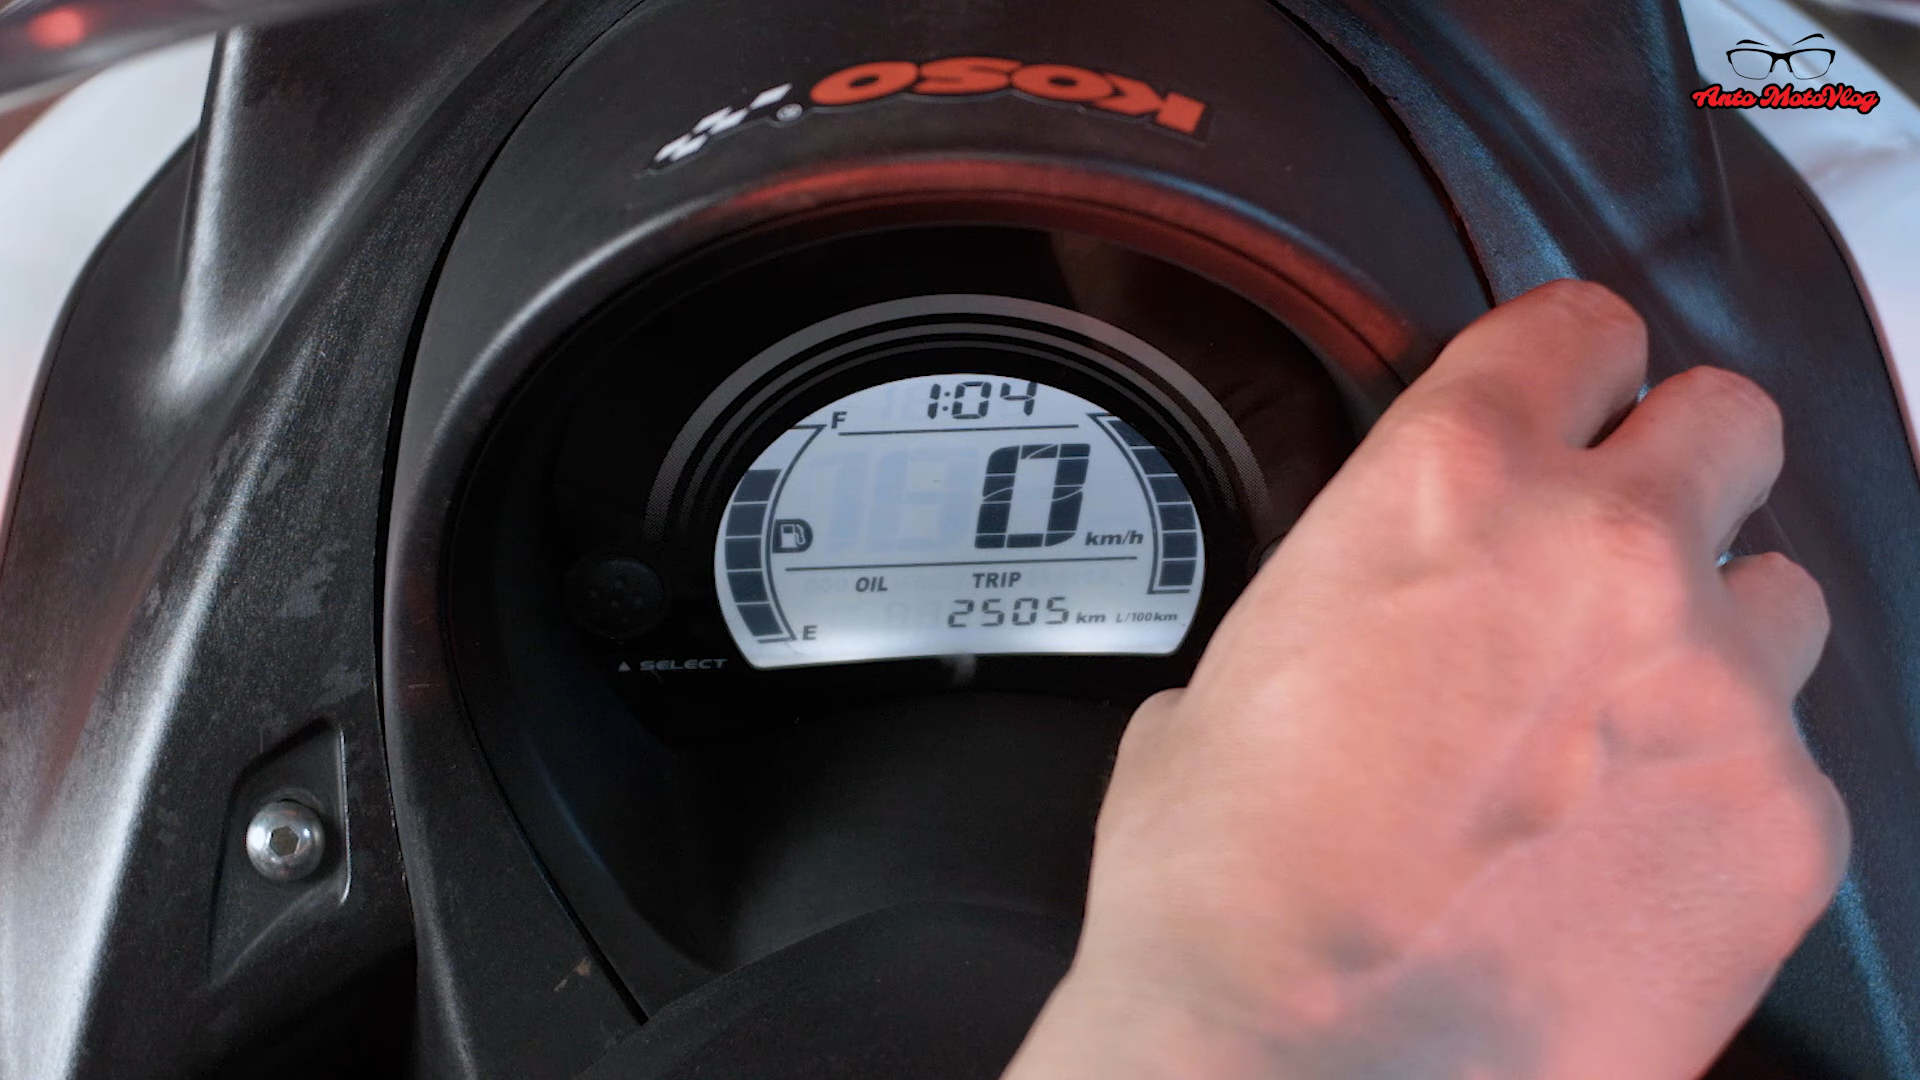 KOSO®
Anto MotoVlog
1:04
F
0 km/h
OIL TRIP
2505 km L/100km
E
▲ SELECT